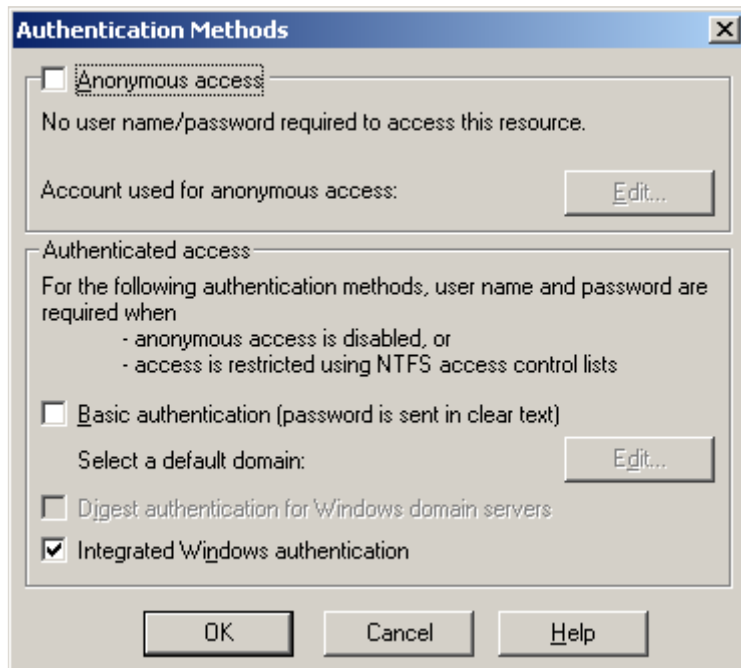 Authentication Methods
Anonymous access
No user name/password required to access this resource.
Account used for anonymous access:
Edit...
Authenticated access
For the following authentication methods, user name and password are
required when
- anonymous access is disabled, or
- access is restricted using NTFS access control lists
Basic authentication (password is sent in clear text)
Select a default domain:
Edit...
Digest authentication for Windows domain servers
Integrated Windows authentication
OK
Cancel
Help